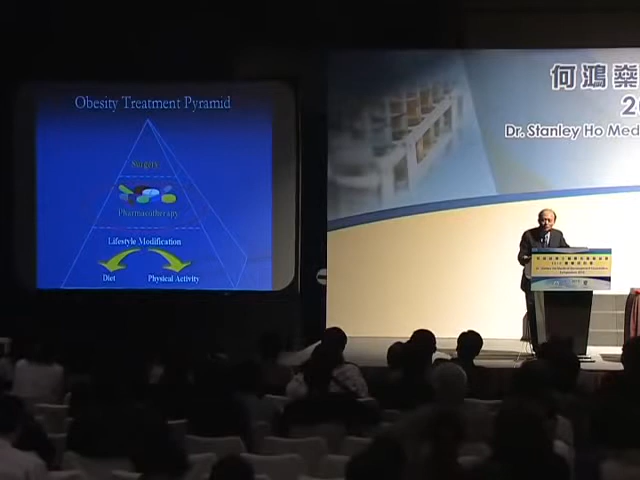 Obesity Treatment Pyramid
Surgery
Pharmacotherapy
Lifestyle Modification
Diet
Physical Activity
何鴻燊
Dr. Stanley Ho Med